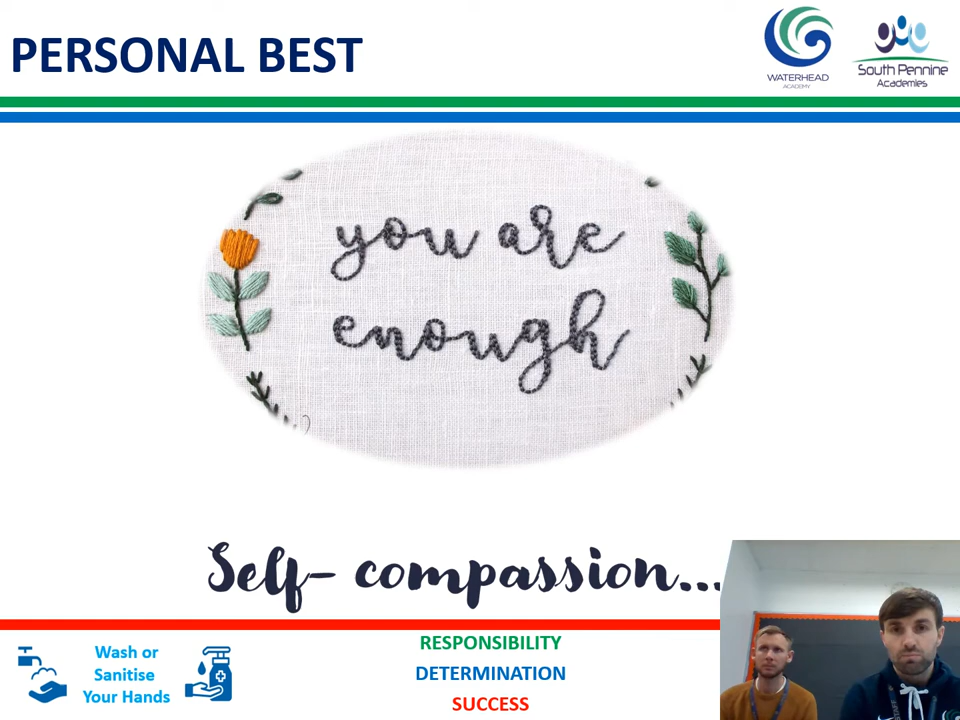 PERSONAL BEST
WATERHEAD
ACADEMY
South Pennine
Academies
you are
enough
Self- compassion...
Wash or
Sanitise
Your Hands
RESPONSIBILITY
DETERMINATION
SUCCESS